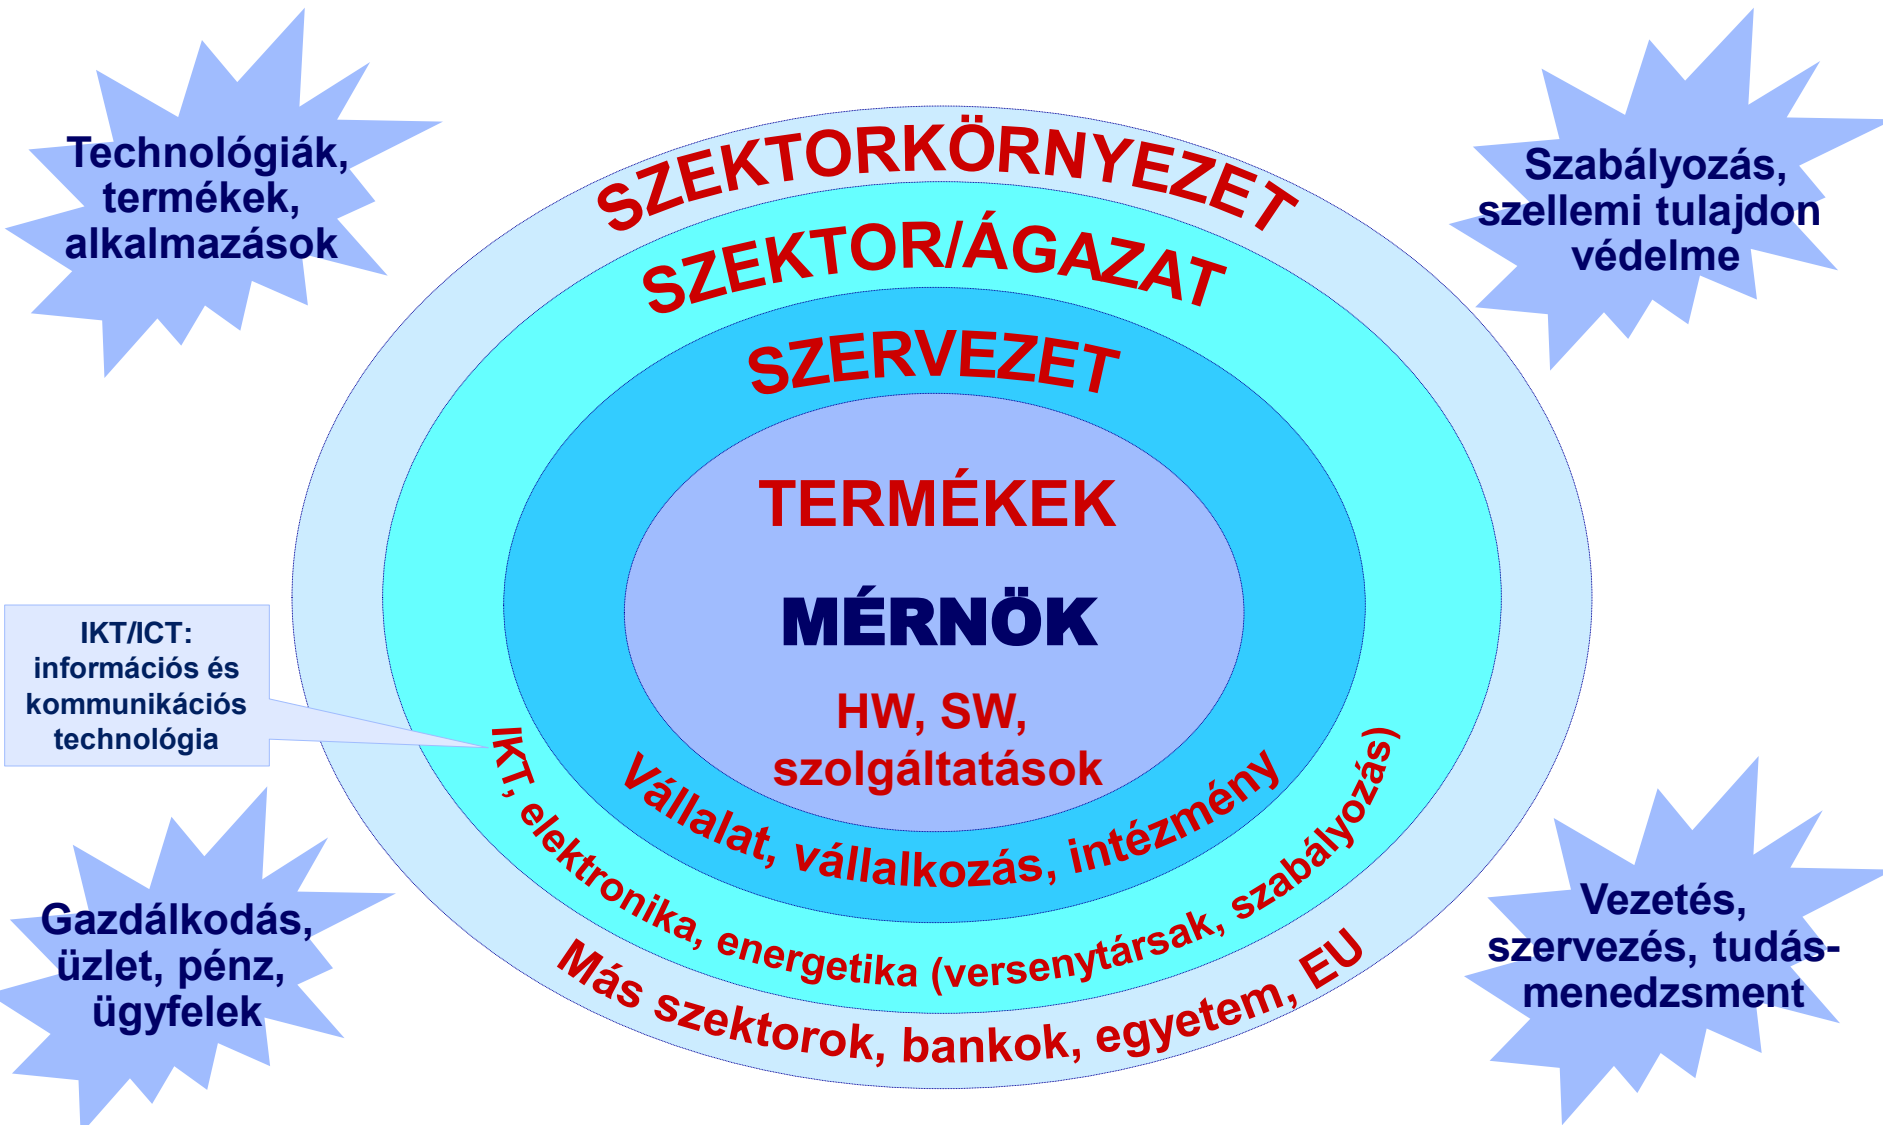 Technológiák,
termékek,
alkalmazások
Szabályozás,
szellemi tulajdon
védelme
SZEKTORKÖRNYEZET
SZEKTOR/ÁGAZAT
SZERVEZET
TERMÉKEK
MÉRNÖK
HW, SW,
szolgáltatások
Vállalat, vállalkozás, intézmény
IKT, elektronika, energetika (versenytársak, szabályozás)
Más szektorok, bankok, egyetem, EU
IKT/ICT:
információs és
kommunikációs
technológia
Gazdálkodás,
üzlet, pénz,
ügyfelek
Vezetés,
szervezés, tudás-
menedzsment